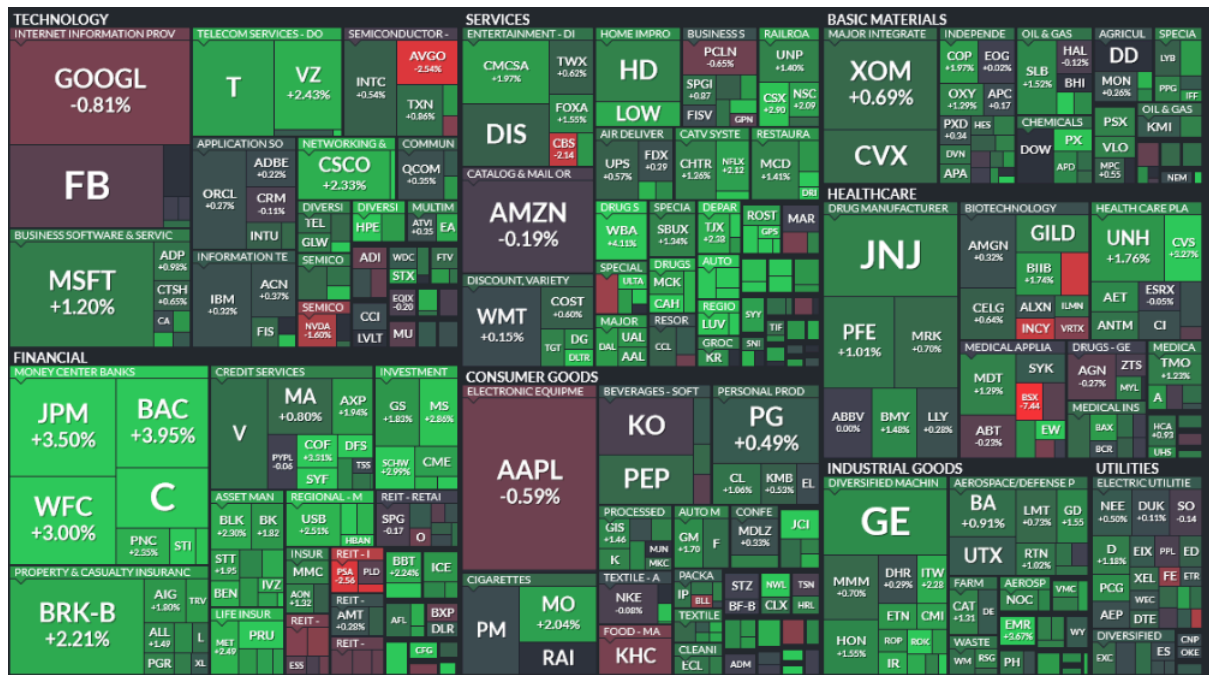 TECHNOLOGY
INTERNET INFORMATION PROV
GOOGL
-0.81%
FB
TELECOM SERVICES - DO
T
VZ
+2.43%
SEMICONDUCTOR -
INTC
+0.54%
AVGO
-2.54%
TXN
+0.86%
APPLICATION SO
ORCL
+0.27%
ADBE
+0.22%
CRM
-0.11%
INTU
NETWORKING &
CSCO
+2.33%
COMMUN
QCOM
+0.35%
DIVERSI
TEL
GLW
DIVERSI
HPE
MULTIM
ATVI
+0.25
EA
BUSINESS SOFTWARE & SERVIC
MSFT
+1.20%
ADP
+0.98%
CTSH
+0.65%
CA
INFORMATION TE
IBM
+0.32%
ACN
+0.37%
FIS
SEMICO
SEMICO
NVDA
-1.60%
ADI
WDC
FTV
STX
EQIX
-0.20
CCI
LVLT
MU
SERVICES
ENTERTAINMENT - DI
CMCSA
+1.97%
TWX
+0.62%
FOXA
+1.55%
DIS
CBS
-2.14
HOME IMPRO
HD
LOW
BUSINESS S
PCLN
-0.65%
SPGI
+0.87
FISV
GPN
RAILROA
UNP
+1.40%
CSX
+2.90
NSC
+2.09
AIR DELIVER
UPS
+0.57%
FDX
+0.29
CATV SYSTE
CHTR
+1.26%
NFLX
+2.12
RESTAURA
MCD
+1.41%
DRI
CATALOG & MAIL OR
AMZN
-0.19%
DRUG S
WBA
+4.11%
SPECIA
SBUX
+1.34%
DEPAR
TJX
+2.38
ROST
GPS
MAR
SPECIAL
ULTA
DRUGS
MCK
CAH
AUTO
REGIO
LUV
SYY
TIF
DISCOUNT, VARIETY
WMT
+0.15%
COST
+0.60%
TGT
DG
DLTR
MAJOR
DAL
UAL
AAL
RESOR
CCL
GROC
KR
SNI
BASIC MATERIALS
MAJOR INTEGRATE
XOM
+0.69%
CVX
INDEPENDE
COP
+1.97%
EOG
+0.02%
OXY
+1.29%
APC
+0.17
PXD
+0.34
HES
DVN
APA
OIL & GAS
SLB
+1.52%
HAL
-0.12%
BHI
CHEMICALS
DOW
PX
APD
AGRICUL
DD
MON
+0.26%
SPECIA
LYB
PPG
IFF
PSX
VLO
MPC
+0.55
OIL & GAS
KMI
NEM
HEALTHCARE
DRUG MANUFACTURER
JNJ
PFE
+1.01%
MRK
+0.70%
ABBV
0.00%
BMY
+1.48%
LLY
+0.28%
BIOTECHNOLOGY
AMGN
+0.32%
GILD
BIIB
+1.74%
CELG
+0.64%
ALXN
ILMN
INCY
VRTX
HEALTH CARE PLA
UNH
+1.76%
CVS
+3.27%
AET
ESRX
-0.05%
ANTM
CI
MEDICAL APPLIA
MDT
+1.29%
SYK
BSX
-7.44
ABT
-0.23%
EW
DRUGS - GE
AGN
-0.27%
ZTS
MYL
MEDICA
TMO
+1.23%
A
MEDICAL INS
BAX
BCR
HCA
+0.93
UHS
FINANCIAL
MONEY CENTER BANKS
JPM
+3.50%
BAC
+3.95%
WFC
+3.00%
C
PNC
+2.35%
STI
CREDIT SERVICES
V
MA
+0.80%
AXP
+1.94%
PYPL
-0.06
COF
+3.31%
DFS
SYF
TSS
INVESTMENT
GS
+1.83%
MS
+2.86%
SCHW
+2.99%
CME
PROPERTY & CASUALTY INSURANC
BRK-B
+2.21%
AIG
+1.80%
TRV
ALL
+1.49
L
PGR
XL
ASSET MAN
BLK
+2.30%
BK
+1.82
STT
+1.95
BEN
IVZ
LIFE INSUR
MET
+2.49
PRU
REGIONAL - M
USB
+2.51%
HBAN
REIT - RETAI
SPG
-0.17
O
INSUR
MMC
AON
+1.32
REIT - I
PSA
-2.56
PLD
BBT
+2.24%
ICE
REIT -
AMT
+0.28%
REIT -
ESS
REIT -
AFL
BXP
DLR
CFG
CONSUMER GOODS
ELECTRONIC EQUIPME
AAPL
-0.59%
BEVERAGES - SOFT
KO
PEP
PERSONAL PROD
PG
+0.49%
CL
+1.06%
KMB
+0.53%
EL
PROCESSED
GIS
+1.46
K
MJN
MKC
AUTO M
GM
+1.70
F
CONFE
MDLZ
+0.33%
JCI
CIGARETTES
PM
MO
+2.04%
RAI
TEXTILE - A
NKE
-0.08%
FOOD - MA
KHC
PACKA
IP
BLL
TEXTILE
CLEANI
ECL
STZ
NWL
TSN
BF-B
CLX
HRL
ADM
INDUSTRIAL GOODS
DIVERSIFIED MACHIN
GE
MMM
+0.70%
DHR
+0.29%
ITW
+2.28
ETN
CMI
HON
+1.55%
ROP
ROK
IR
AEROSPACE/DEFENSE P
BA
+0.91%
LMT
+0.73%
GD
+1.55
UTX
RTN
+1.02%
FARM
CAT
+1.31
DE
AEROSP
NOC
VMC
EMR
+3.67%
WY
WASTE
WM
RSG
PH
UTILITIES
ELECTRIC UTILITIE
NEE
+0.50%
DUK
+0.11%
SO
-0.14
D
+1.18%
EIX
PPL
ED
PCG
XEL
FE
ETR
WEC
AEP
DTE
DIVERSIFIED
EXC
ES
CNP
OKE